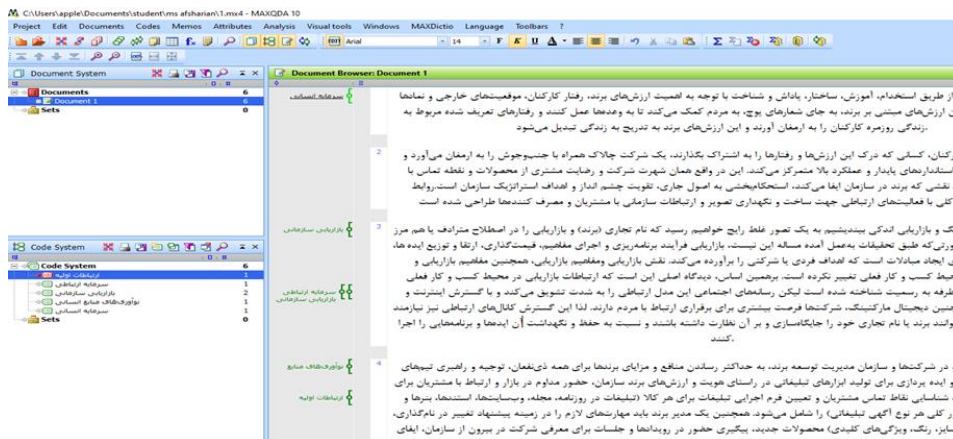 C:\Users\apple\Documents\student\ms afsharian\1.mx4 - MAXQDA 10
Project Edit Documents Codes Memos Attributes Analysis Visual tools Windows MAXDictio Language Toolbars ?
Arial 14 F K U A
Document System
Documents 6
Document 1 6
Sets
Code System
Code System 6
ارتباطات اولیه 1
سرمایه ارتباطی 1
بازاریابی سازمانی 2
نوآوری‌های منابع انسانی 1
سرمایه انسانی 1
Sets 0
Document Browser: Document 1
سرمایه انسانی
از طریق استخدام، آموزش، ساختار، پاداش و شناخت با توجه به اهمیت ارزش‌های برند، رفتار کارکنان، موقعیت‌های خارجی و نمادها
ن ارزش‌های مبتنی بر برند، به جای شعارهای پوچ، به مردم کمک می‌کند تا به وعده‌ها عمل کنند و رفتارهای تعریف شده مربوط به
زندگی روزمره کارکنان را به ارمغان آورند و این ارزش‌های برند به تدریج به زندگی تبدیل می‌شود.
2
رکنان، کسانی که درک این ارزش‌ها و رفتارها را به اشتراک بگذارند، یک شرکت چالاک همراه با جنب‌وجوش را به ارمغان می‌آورد و
استانداردهای پایدار و عملکرد بالا متمرکز می‌کند. این در واقع همان شهرت شرکت و رضایت مشتری از محصولات و نقطه تماس با
نقشی که برند در سازمان ایفا می‌کند، استحکام‌بخشی به اصول جاری، تقویت چشم انداز و اهداف استراتژیک سازمان است.روابط
کلی با فعالیت‌های ارتباطی جهت ساخت و نگهداری تصویر و ارتباطات سازمانی با مشتریان و مصرف کننده‌ها طراحی شده است
3
بازاریابی سازمانی
ک و بازاریابی اندکی بیندیشیم به یک تصور غلط رایج خواهیم رسید که نام تجاری (برند) و بازاریابی را در اصطلاح مترادف یا هم مرز
ورتی‌که طبق تحقیقات به‌عمل آمده مساله این نیست، بازاریابی فرآیند برنامه‌ریزی و اجرای مفاهیم، قیمت‌گذاری، ارتقا و توزیع ایده ها،
ی ایجاد مبادلات است که اهداف فردی یا شرکتی را برآورده می‌کند. نقش بازاریابی ومفاهیم بازاریابی، همچنین مفاهیم بازاریابی و
حیط کسب و کار فعلی تغییر نکرده است. برهمین اساس، دیدگاه اصلی این است که ارتباطات بازاریابی در محیط کسب و کار فعلی
سرمایه ارتباطی
بازاریابی سازمانی
طرفه به رسمیت شناخته شده است لیکن رسانه‌های اجتماعی این مدل ارتباطی را به شدت تشویق می‌کند و با گسترش اینترنت و
چنین دیجیتال مارکتینگ، شرکت‌ها فرصت بیشتری برای برقراری ارتباط با مردم دارند. لذا این گسترش کانال‌های ارتباطی نیز نیازمند
وانند برند یا نام تجاری خود را جایگاه‌سازی و بر آن نظارت داشته باشند و نسبت به حفظ و نگهداشت آن ایده‌ها و برنامه‌هایی را اجرا
کنند.
4
نوآوری‌های منابع
در شرکت‌ها و سازمان مدیریت توسعه برند، به حداکثر رساندن منافع و مزایای برندها برای همه ذی‌نفعان، توجیه و راهبری تیم‌های
و ایده پردازی برای تولید ابزارهای تبلیغاتی در راستای هویت و ارزش‌های برند سازمان، حضور مداوم در بازار و ارتباط با مشتریان برای
ارتباطات اولیه
شناسایی نقاط تماس مشتریان و تعیین فرم اجرایی تبلیغات برای هر کالا (تبلیغات در روزنامه، مجله، وب‌سایت‌ها، استندها، بنرها و
ور کلی هر نوع آگهی تبلیغاتی) را شامل می‌شود. همچنین یک مدیر برند باید مهارت‌های لازم را در زمینه پیشنهاد تغییر در نام‌گذاری،
سایز، رنگ، ویژگی‌های کلیدی) محصولات جدید، پیگیری حضور در رویدادها و جلسات برای معرفی شرکت در بیرون از سازمان، ایفای